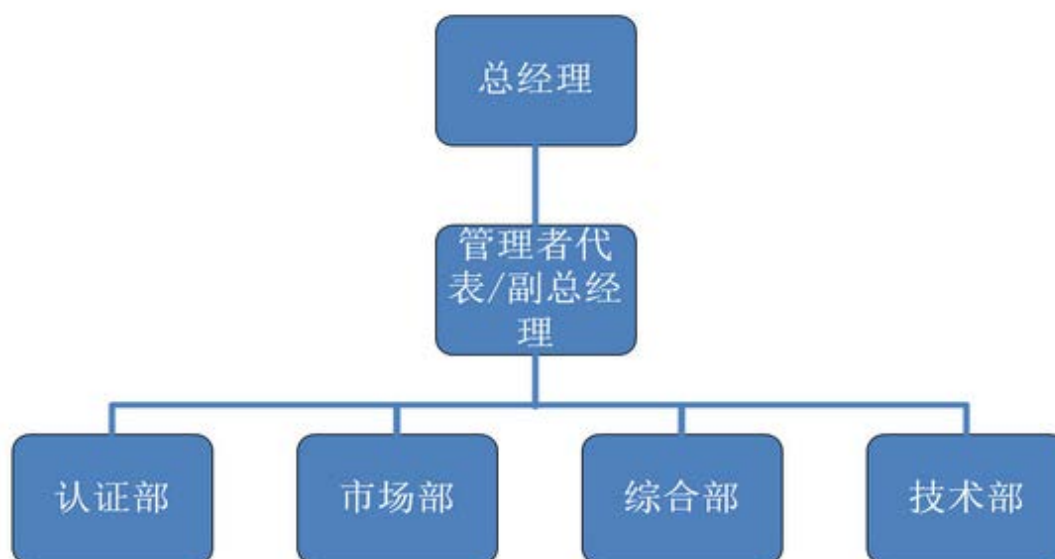 总经理
管理者代
表/副总经
理
认证部
市场部
综合部
技术部